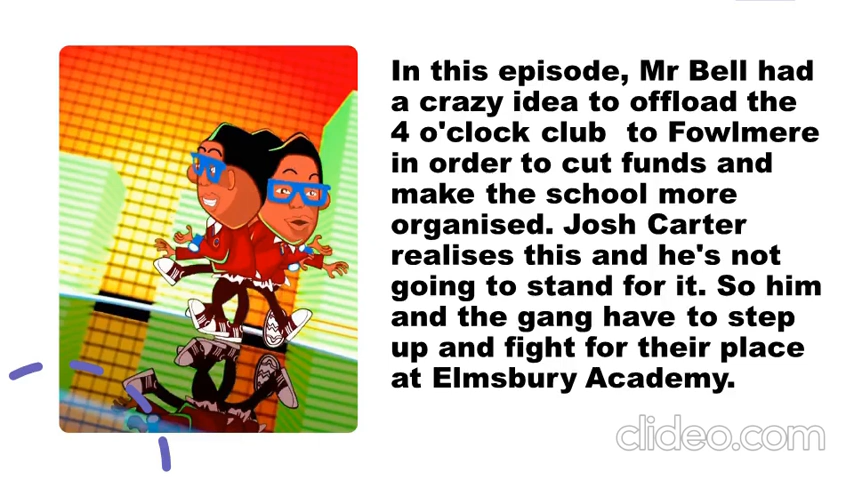 In this episode, Mr Bell had
a crazy idea to offload the
4 o'clock club  to Fowlmere
in order to cut funds and
make the school more
organised. Josh Carter
realises this and he's not
going to stand for it. So him
and the gang have to step
up and fight for their place
at Elmsbury Academy.
clideo.com